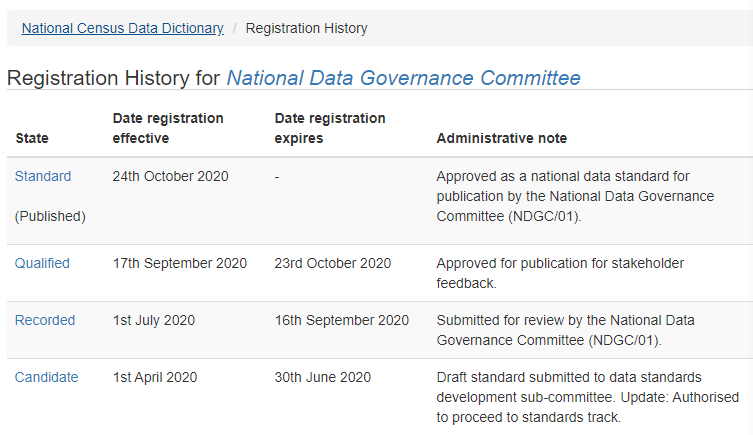 National Census Data Dictionary / Registration History
Registration History for National Data Governance Committee
State
Date registration
effective
Date registration
expires
Administrative note
Standard
(Published)
24th October 2020
-
Approved as a national data standard for
publication by the National Data Governance
Committee (NDGC/01).
Qualified
17th September 2020
23rd October 2020
Approved for publication for stakeholder
feedback.
Recorded
1st July 2020
16th September 2020
Submitted for review by the National Data
Governance Committee (NDGC/01).
Candidate
1st April 2020
30th June 2020
Draft standard submitted to data standards
development sub-committee. Update: Authorised
to proceed to standards track.